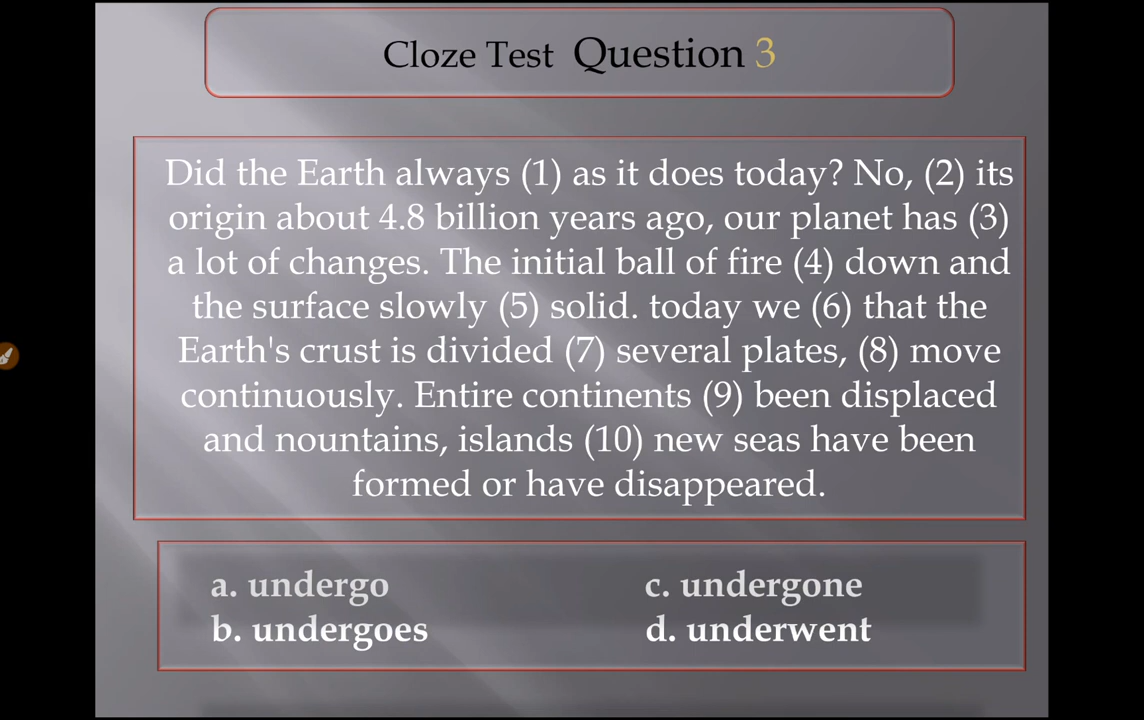 Cloze Test Question 3
Did the Earth always (1) as it does today? No, (2) its
origin about 4.8 billion years ago, our planet has (3)
a lot of changes. The initial ball of fire (4) down and
the surface slowly (5) solid. today we (6) that the
Earth's crust is divided (7) several plates, (8) move
continuously. Entire continents (9) been displaced
and nountains, islands (10) new seas have been
formed or have disappeared.
a. undergo
b. undergoes
c. undergone
d. underwent